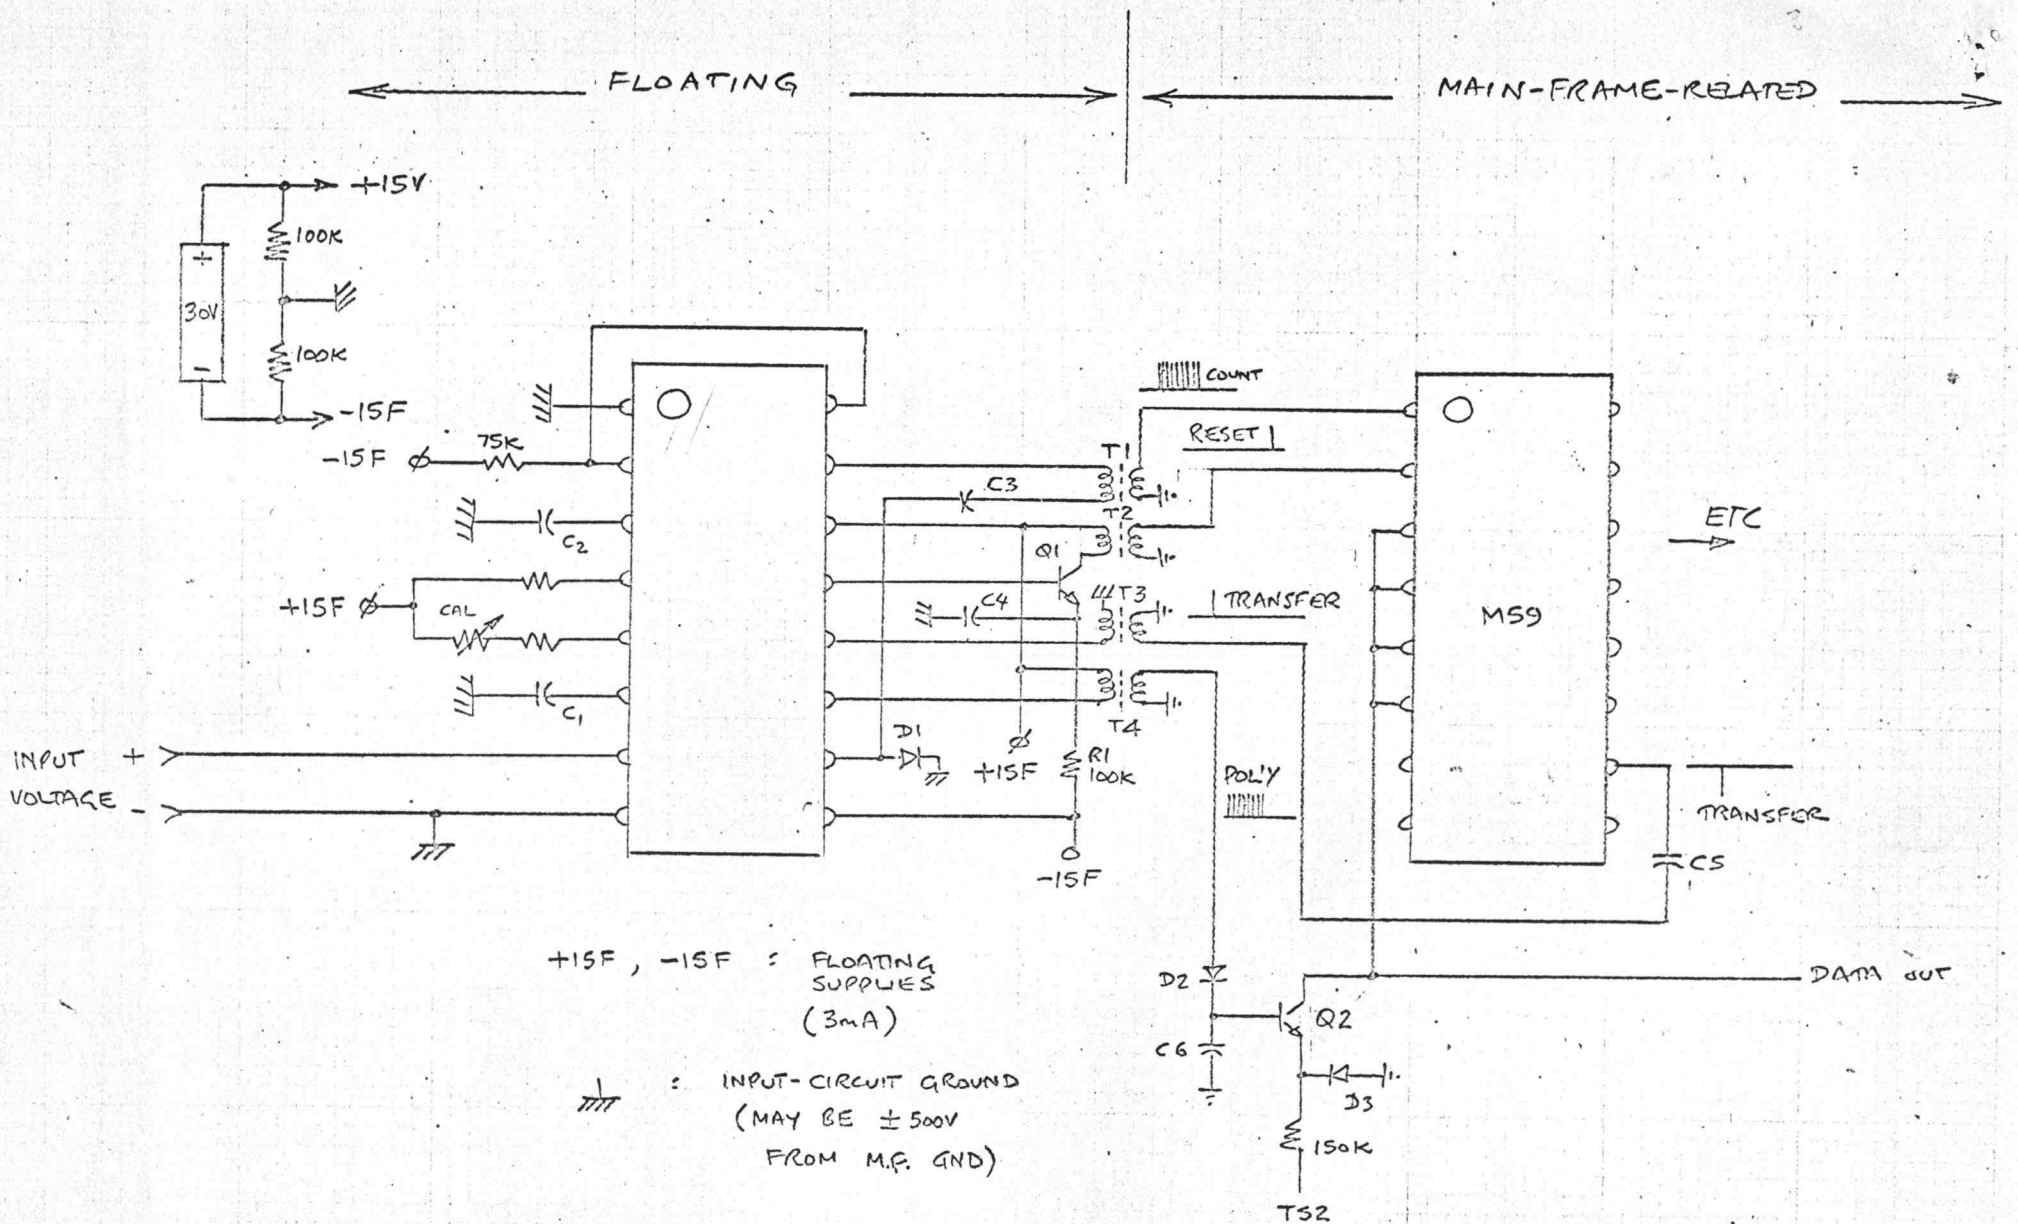 FLOATING
MAIN-FRAME-RELATED
+15V
100K
+
30V
-
100K
-15F
-15F
75K
C2
+15F
CAL
C1
INPUT +
VOLTAGE -
COUNT
RESET
T1
C3
T2
Q1
C4
T3
TRANSFER
T4
D1
+15F
R1
100K
-15F
POL'Y
M59
ETC
TRANSFER
C5
DATA OUT
D2
Q2
C6
D3
150K
TS2
+15F, -15F : FLOATING
SUPPLIES
(3mA)
: INPUT-CIRCUIT GROUND
(MAY BE ±500V
FROM M.F. GND)